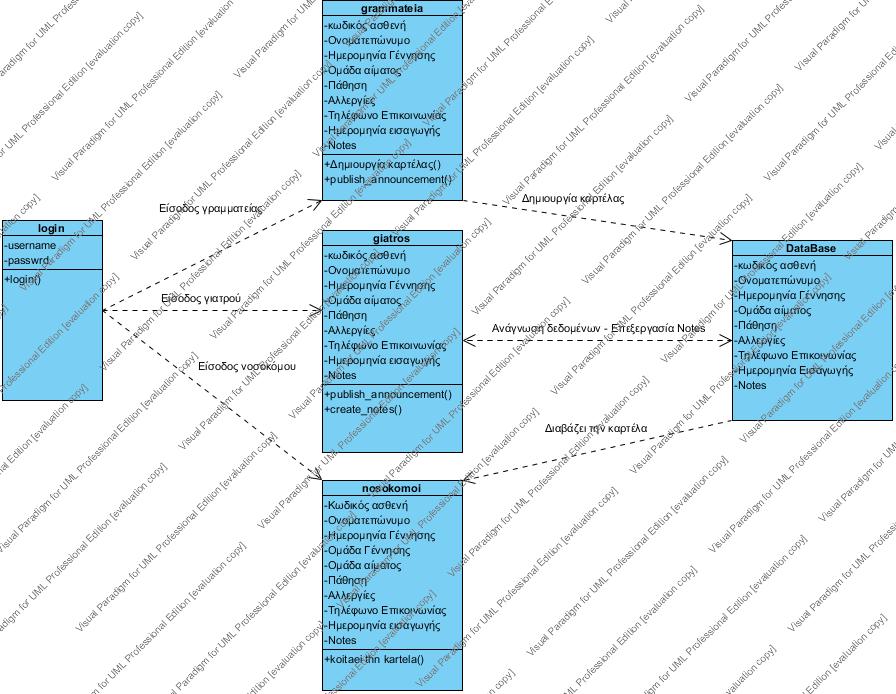 grammateia
-κωδικός ασθενή
-Ονοματεπώνυμο
-Ημερομηνία Γέννησης
-Ομάδα αίματος
-Πάθηση
-Αλλεργίες
-Τηλέφωνο Επικοινωνίας
-Ημερομηνία εισαγωγής
-Notes
+Δημιουργία καρτέλας()
+publish_announcement()
Είσοδος γραμματείας
Δημιουργία καρτέλας
login
-username
-passwrd
+login()
giatros
-κωδικός ασθενή
-Ονοματεπώνυμο
-Ημερομηνία Γέννησης
-Ομάδα αίματος
-Πάθηση
-Αλλεργίες
-Τηλέφωνο Επικοινωνίας
-Ημερομηνία εισαγωγής
-Notes
+publish_announcement()
+create_notes()
Είσοδος γιατρού
Ανάγνωση δεδομένων - Επεξεργασία Notes
DataBase
-κωδικός ασθενή
-Ονοματεπώνυμο
-Ημερομηνία Γέννησης
-Ομάδα αίματος
-Πάθηση
-Αλλεργίες
-Τηλέφωνο Επικοινωνίας
-Ημερομηνία Εισαγωγής
-Notes
Είσοδος νοσοκόμου
Διαβάζει την καρτέλα
nosokomoi
-Κωδικός ασθενή
-Ονοματεπώνυμο
-Ημερομηνία Γέννησης
-Ομάδα Γέννησης
-Ομάδα αίματος
-Πάθηση
-Αλλεργίες
-Τηλέφωνο Επικοινωνίας
-Ημερομηνία εισαγωγής
-Notes
+koitaei thn kartela()
Visual Paradigm for UML Professional Edition [evaluation copy]